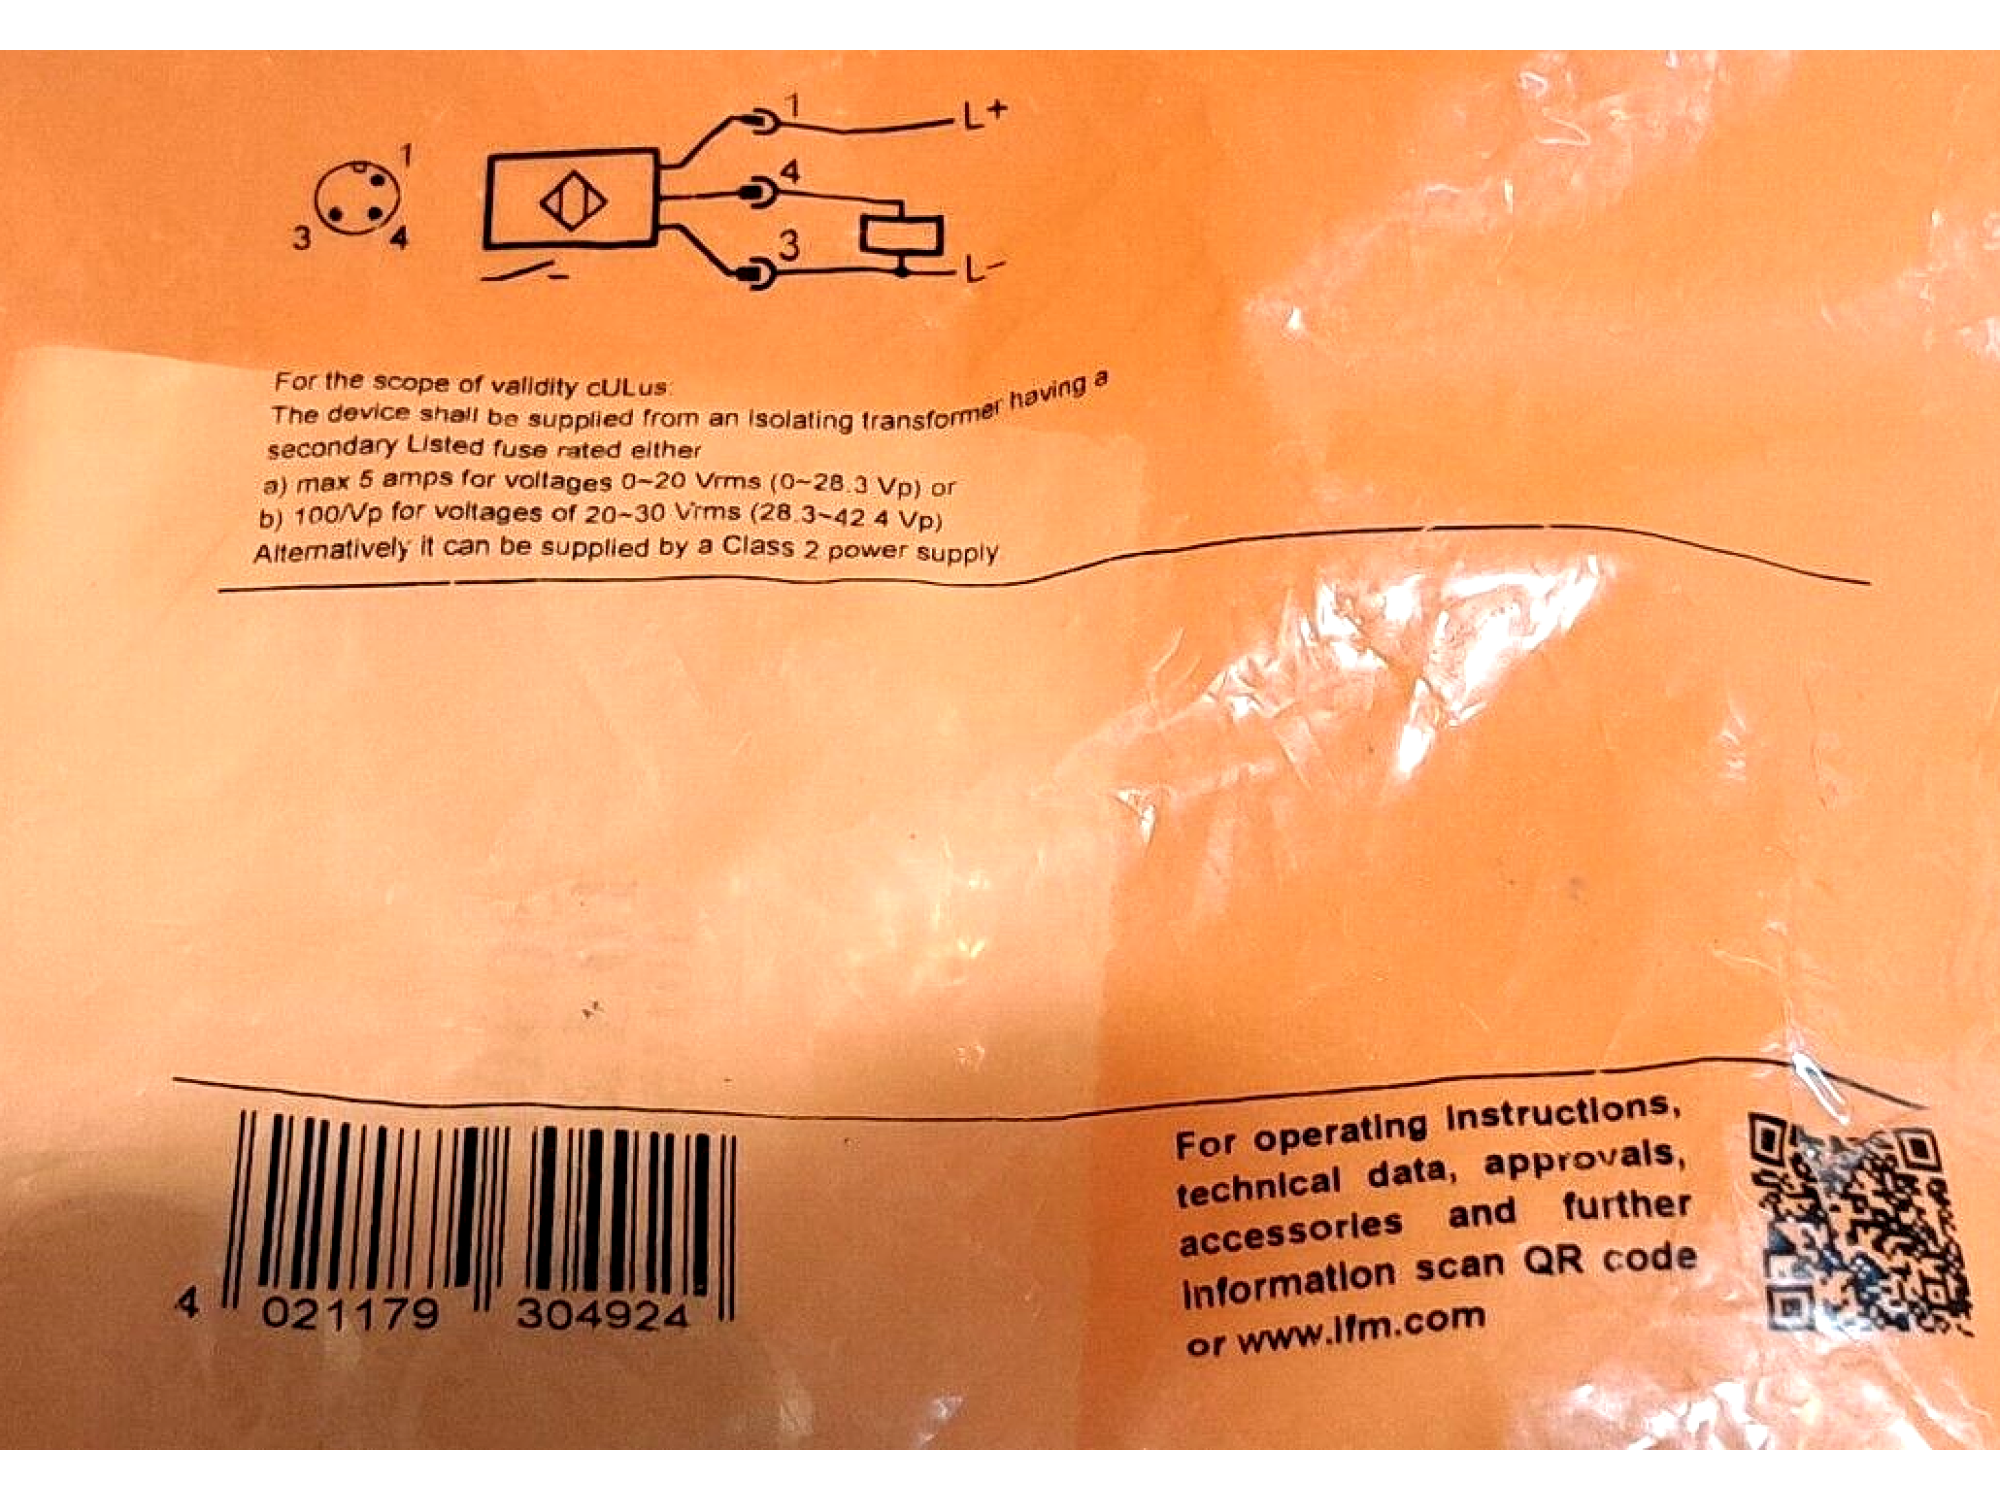 1
L+
1
4
3
4
3
L-
For the scope of validity cULus:
The device shall be supplied from an isolating transformer having a
secondary Listed fuse rated either
a) max 5 amps for voltages 0~20 Vrms (0~28.3 Vp) or
b) 100/Vp for voltages of 20~30 Vrms (28.3~42.4 Vp)
Alternatively it can be supplied by a Class 2 power supply
4 021179 304924
For operating instructions,
technical data, approvals,
accessories and further
information scan QR code
or www.ifm.com